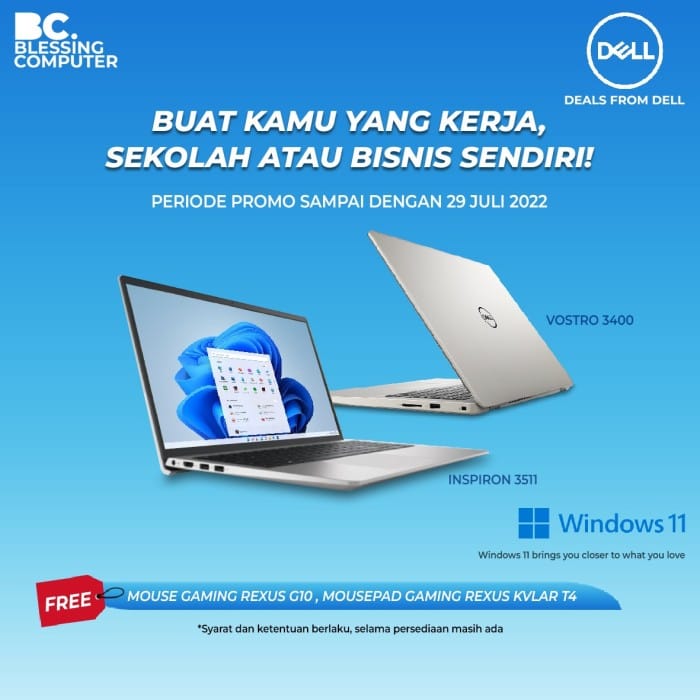 BC.
BLESSING
COMPUTER
DELL
DEALS FROM DELL
BUAT KAMU YANG KERJA,
SEKOLAH ATAU BISNIS SENDIRI!
PERIODE PROMO SAMPAI DENGAN 29 JULI 2022
VOSTRO 3400
DELL
INSPIRON 3511
Windows 11
Windows 11 brings you closer to what you love
FREE
MOUSE GAMING REXUS G10 , MOUSEPAD GAMING REXUS KVLAR T4
*Syarat dan ketentuan berlaku, selama persediaan masih ada